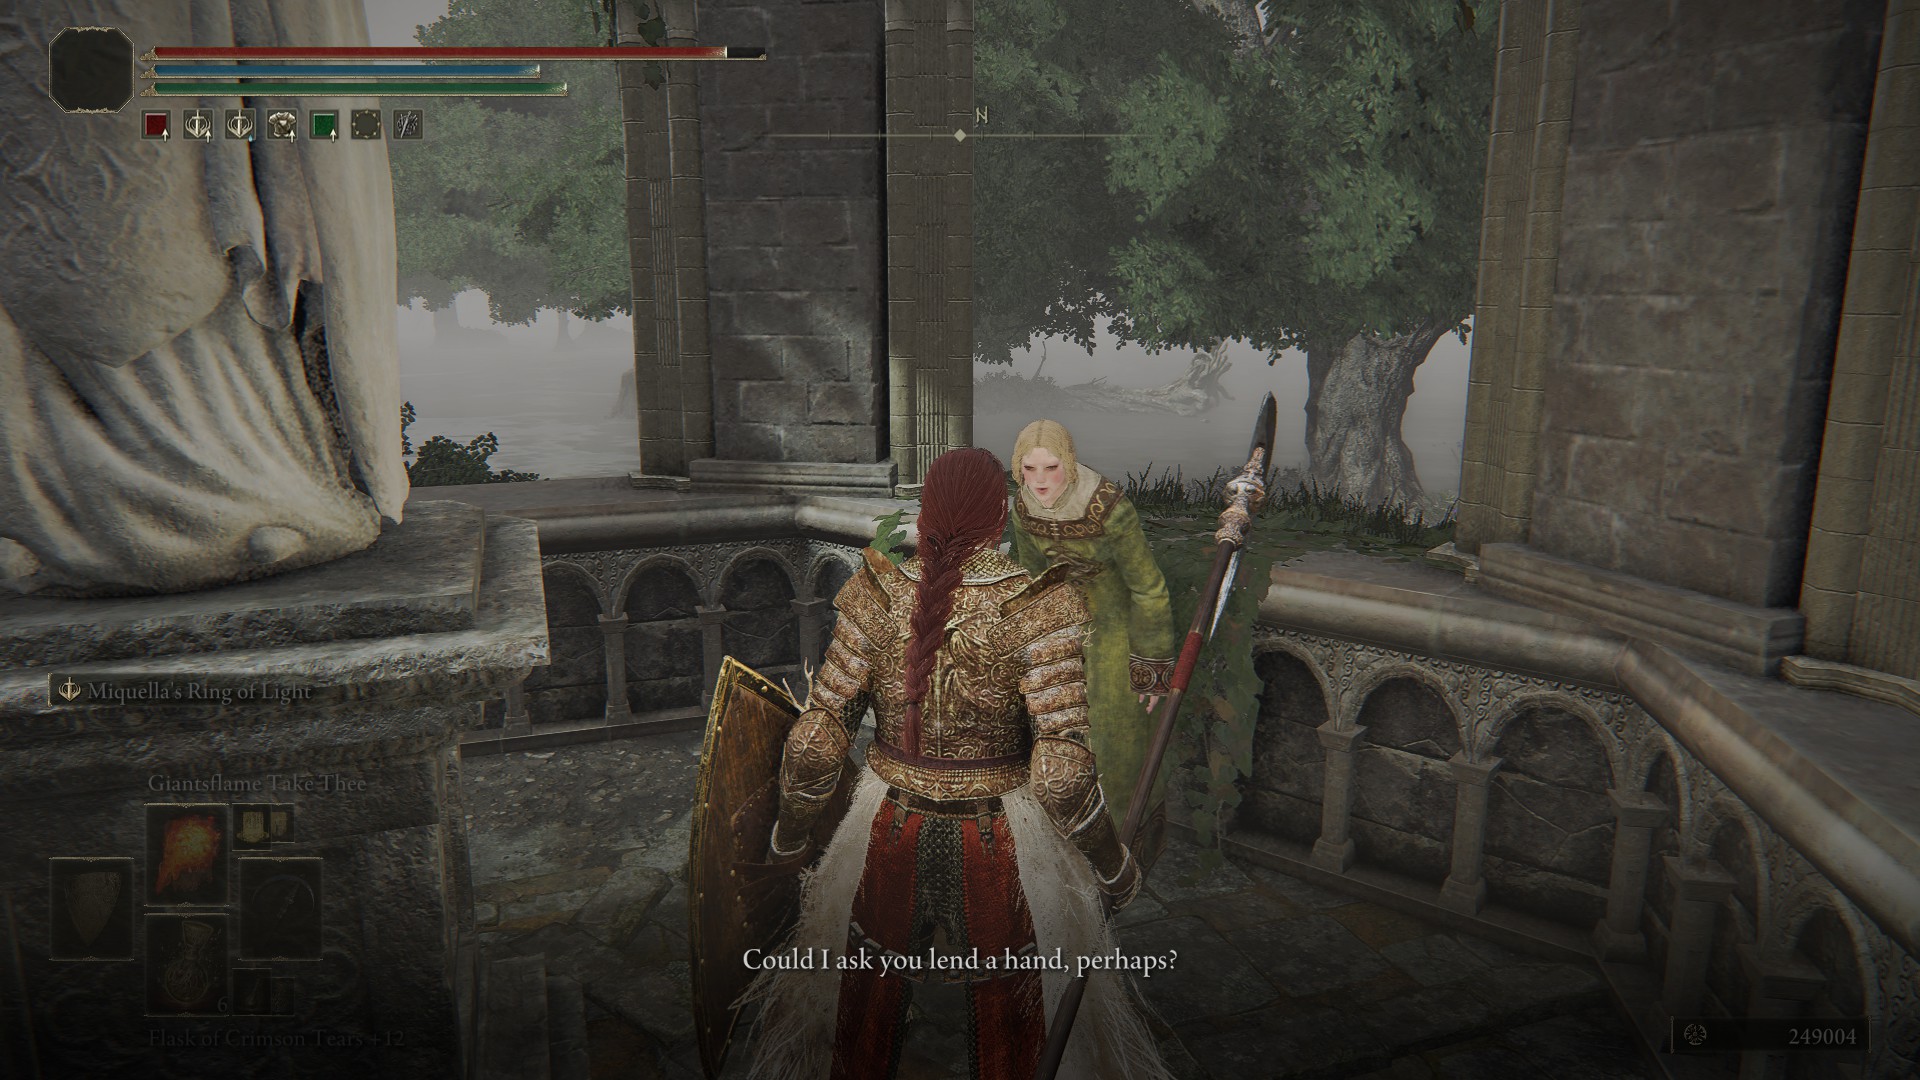 N
Miquella's Ring of Light
Giantsflame Take Thee
6
Flask of Crimson Tears +12
Could I ask you lend a hand, perhaps?
249004